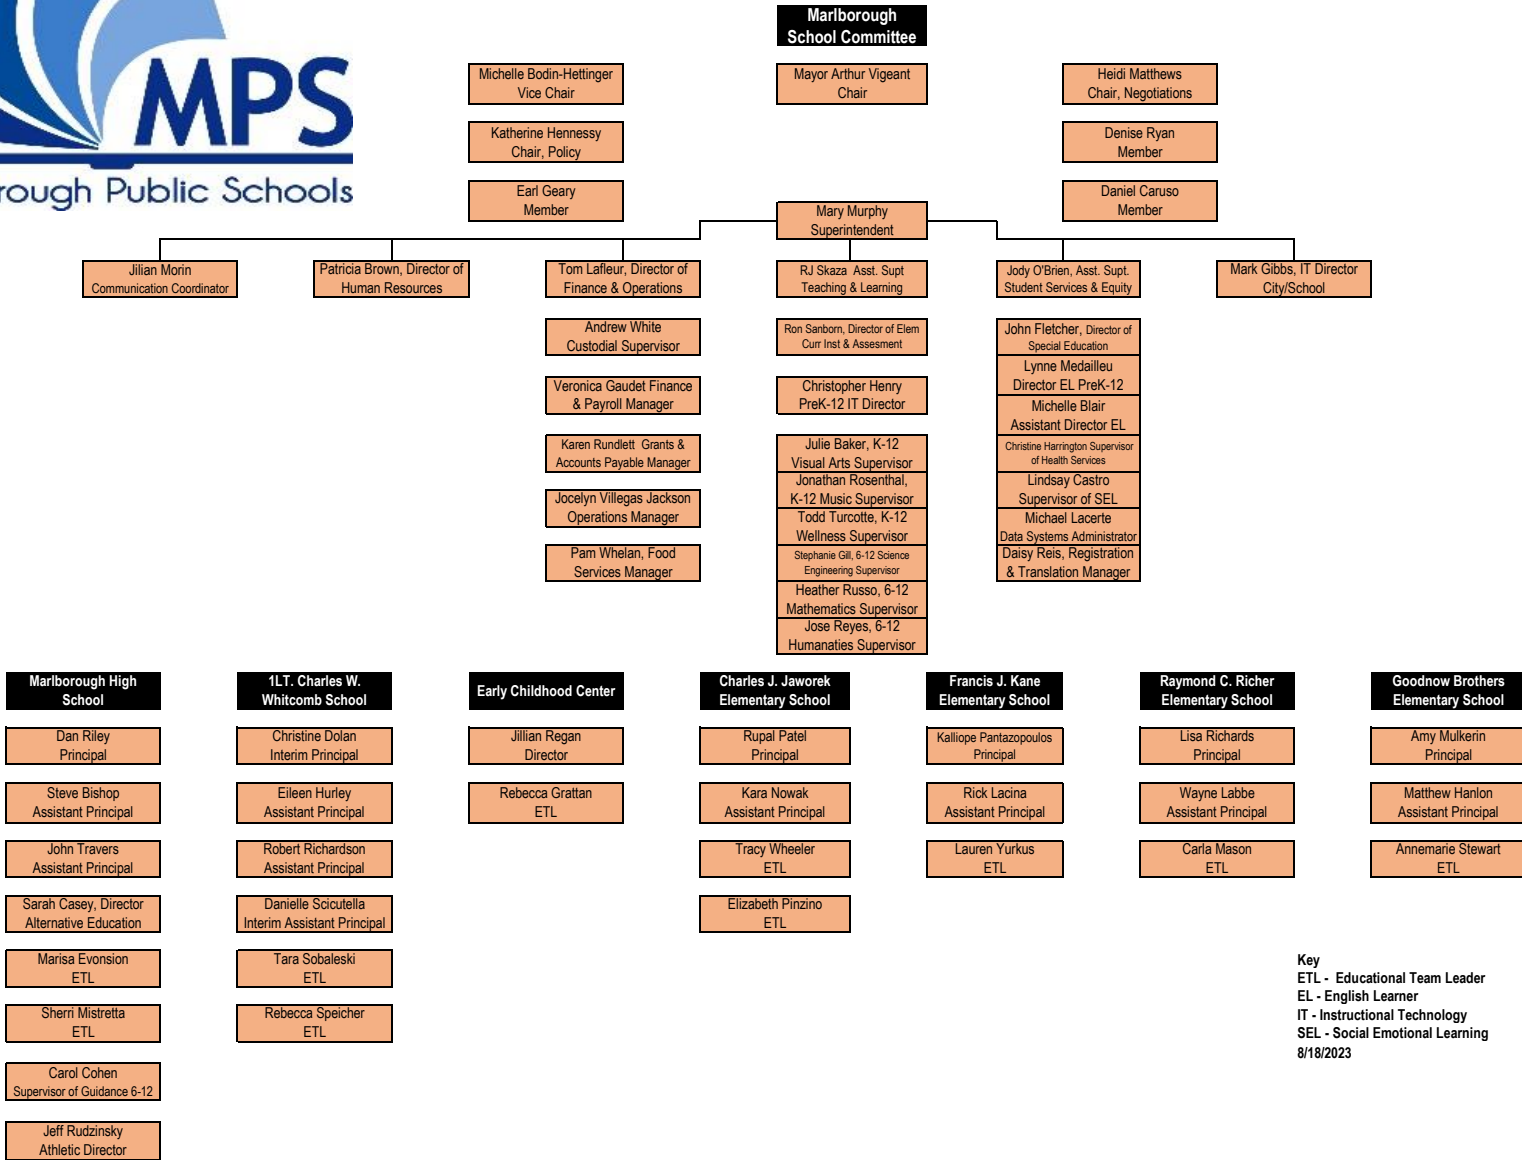 MPS
rough Public Schools
Marlborough
School Committee
Michelle Bodin-Hettinger
Vice Chair
Mayor Arthur Vigeant
Chair
Heidi Matthews
Chair, Negotiations
Katherine Hennessy
Chair, Policy
Denise Ryan
Member
Earl Geary
Member
Daniel Caruso
Member
Mary Murphy
Superintendent
Jilian Morin
Communication Coordinator
Patricia Brown, Director of
Human Resources
Tom Lafleur, Director of
Finance & Operations
RJ Skaza Asst. Supt
Teaching & Learning
Jody O'Brien, Asst. Supt.
Student Services & Equity
Mark Gibbs, IT Director
City/School
Andrew White
Custodial Supervisor
Veronica Gaudet Finance
& Payroll Manager
Karen Rundlett Grants &
Accounts Payable Manager
Jocelyn Villegas Jackson
Operations Manager
Pam Whelan, Food
Services Manager
Ron Sanborn, Director of Elem
Curr Inst & Assesment
Christopher Henry
PreK-12 IT Director
Julie Baker, K-12
Visual Arts Supervisor
Jonathan Rosenthal,
K-12 Music Supervisor
Todd Turcotte, K-12
Wellness Supervisor
Stephanie Gill, 6-12 Science
Engineering Supervisor
Heather Russo, 6-12
Mathematics Supervisor
Jose Reyes, 6-12
Humanaties Supervisor
John Fletcher, Director of
Special Education
Lynne Medailleu
Director EL PreK-12
Michelle Blair
Assistant Director EL
Christine Harrington Supervisor
of Health Services
Lindsay Castro
Supervisor of SEL
Michael Lacerte
Data Systems Administrator
Daisy Reis, Registration
& Translation Manager
Marlborough High
School
Dan Riley
Principal
Steve Bishop
Assistant Principal
John Travers
Assistant Principal
Sarah Casey, Director
Alternative Education
Marisa Evonsion
ETL
Sherri Mistretta
ETL
Carol Cohen
Supervisor of Guidance 6-12
Jeff Rudzinsky
Athletic Director
1LT. Charles W.
Whitcomb School
Christine Dolan
Interim Principal
Eileen Hurley
Assistant Principal
Robert Richardson
Assistant Principal
Danielle Scicutella
Interim Assistant Principal
Tara Sobaleski
ETL
Rebecca Speicher
ETL
Early Childhood Center
Jillian Regan
Director
Rebecca Grattan
ETL
Charles J. Jaworek
Elementary School
Rupal Patel
Principal
Kara Nowak
Assistant Principal
Tracy Wheeler
ETL
Elizabeth Pinzino
ETL
Francis J. Kane
Elementary School
Kalliope Pantazopoulos
Principal
Rick Lacina
Assistant Principal
Lauren Yurkus
ETL
Raymond C. Richer
Elementary School
Lisa Richards
Principal
Wayne Labbe
Assistant Principal
Carla Mason
ETL
Goodnow Brothers
Elementary School
Amy Mulkerin
Principal
Matthew Hanlon
Assistant Principal
Annemarie Stewart
ETL
Key
ETL - Educational Team Leader
EL - English Learner
IT - Instructional Technology
SEL - Social Emotional Learning
8/18/2023